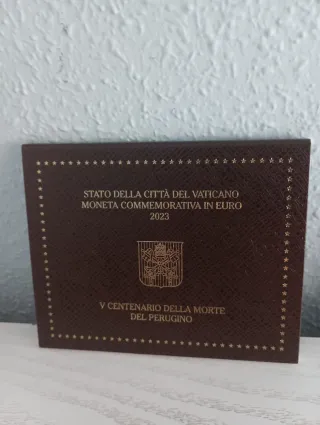 STATO DELLA CITTÀ DEL VATICANO
MONETA COMMEMORATIVA IN EURO
2023
V CENTENARIO DELLA MORTE
DEL PERUGINO